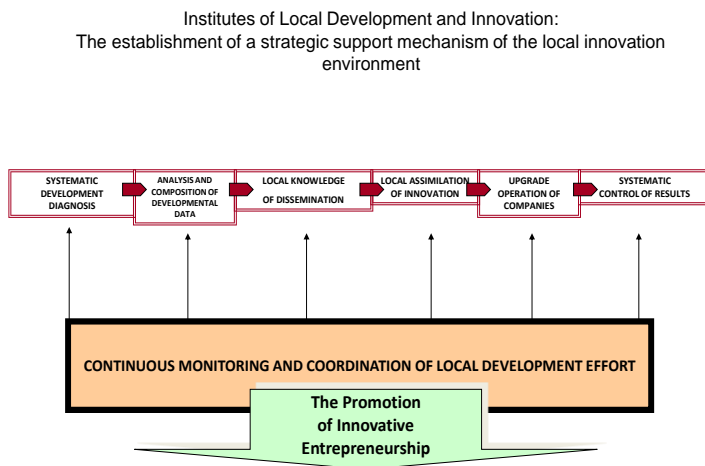 Institutes of Local Development and Innovation:
The establishment of a strategic support mechanism of the local innovation
environment
SYSTEMATIC
DEVELOPMENT
DIAGNOSIS
ANALYSIS AND
COMPOSITION OF
DEVELOPMENTAL
DATA
LOCAL KNOWLEDGE
OF DISSEMINATION
LOCAL ASSIMILATION
OF INNOVATION
UPGRADE
OPERATION OF
COMPANIES
SYSTEMATIC
CONTROL OF RESULTS
CONTINUOUS MONITORING AND COORDINATION OF LOCAL DEVELOPMENT EFFORT
The Promotion
of Innovative
Entrepreneurship